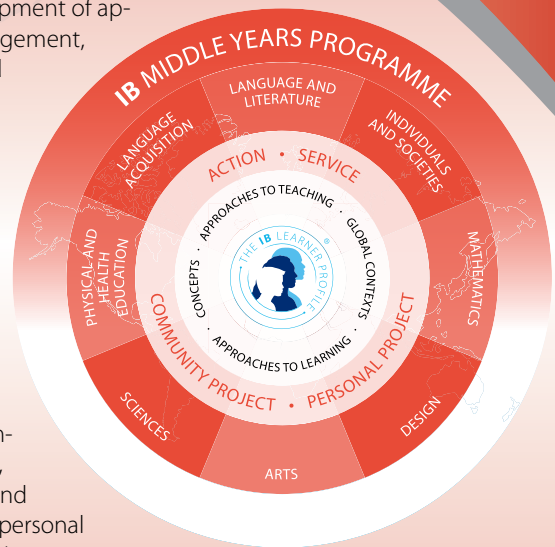 pment of ap-
gement,
IB MIDDLE YEARS PROGRAMME
LANGUAGE AND
LITERATURE
INDIVIDUALS
AND SOCIETIES
MATHEMATICS
DESIGN
ARTS
SCIENCES
PHYSICAL AND
HEALTH
EDUCATION
LANGUAGE
ACQUISITION
ACTION • SERVICE
PERSONAL PROJECT
•
COMMUNITY PROJECT
APPROACHES TO TEACHING ·
GLOBAL CONTEXTS ·
APPROACHES TO LEARNING ·
CONCEPTS ·
THE IB LEARNER PROFILE ®
n-
nd
personal